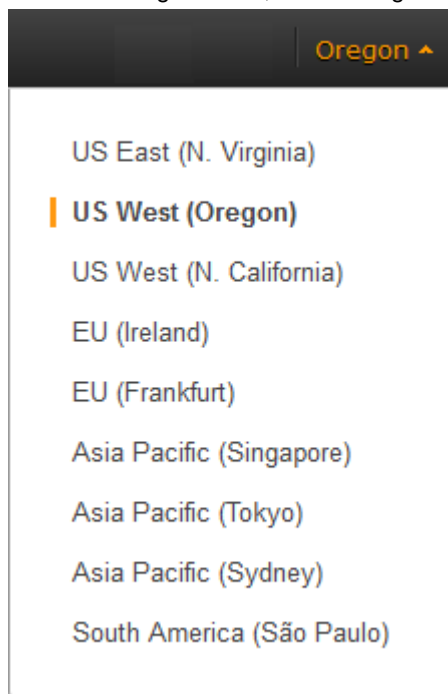 Oregon
US East (N. Virginia)
US West (Oregon)
US West (N. California)
EU (Ireland)
EU (Frankfurt)
Asia Pacific (Singapore)
Asia Pacific (Tokyo)
Asia Pacific (Sydney)
South America (São Paulo)